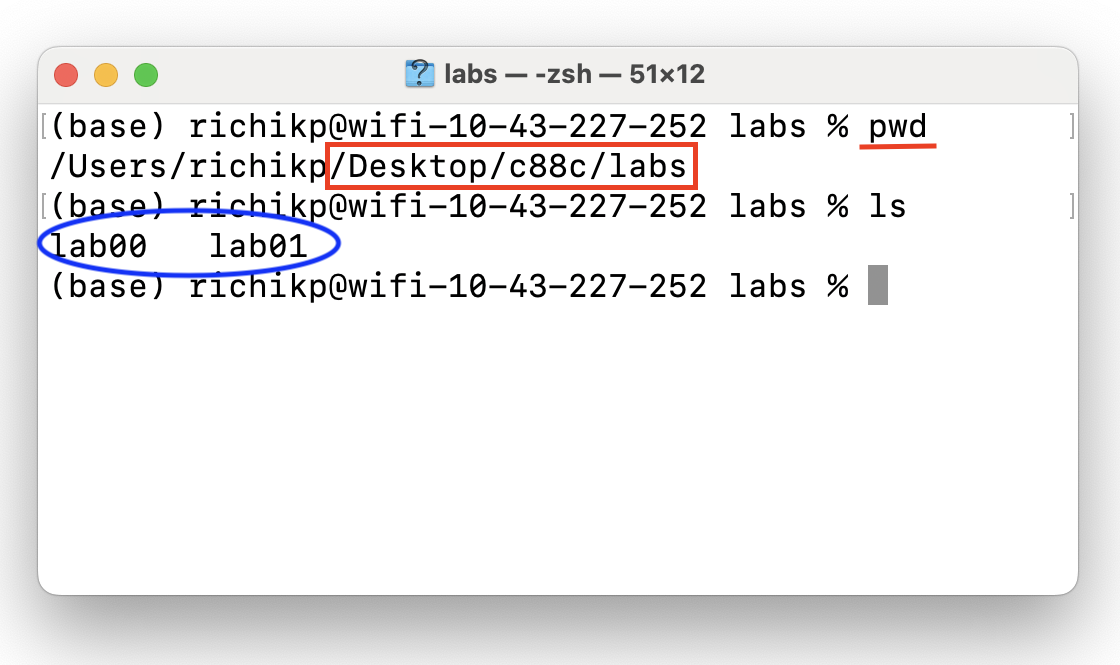 labs — -zsh — 51×12
[(base) richikp@wifi-10-43-227-252 labs % pwd ]
/Users/richikp/Desktop/c88c/labs
[(base) richikp@wifi-10-43-227-252 labs % ls ]
lab00 lab01
(base) richikp@wifi-10-43-227-252 labs %